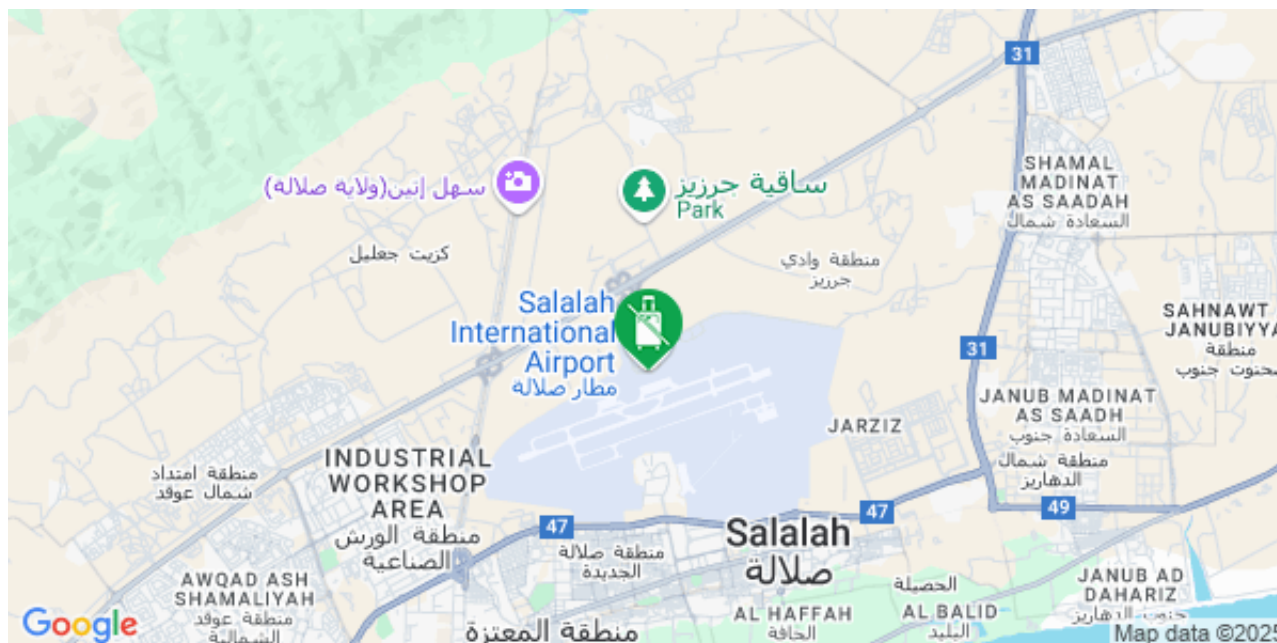 31
SHAMAL
MADINAT
AS SAADAH
السعادة شمال
سهل إتين(ولاية صلالة)
ساقية جرزيز
Park
كزيت جعليل
منطقة وادي
جرزيز
Salalah
International
Airport
مطار صلالة
SAHNAWT
JANUBIYYA
منطقة
جنوب
31
JANUB MADINAT
AS SAADH
السعادة جنوب
JARZIZ
منطقة شمال
الدهاريز
منطقة امتداد
شمال عوقد
INDUSTRIAL
WORKSHOP
AREA
منطقة الورش
الصناعية
47
47
49
Salalah
صلالة
منطقة صلالة
الجديدة
AWQAD ASH
SHAMALIYAH
منطقة عوقد
الشمالية
الحصيلة
JANUB AD
DAHARIZ
جنوب الدهاريز
AL HAFFAH
الحافة
AL BALID
البليد
منطقة المعتزة
Google
Map data ©2025